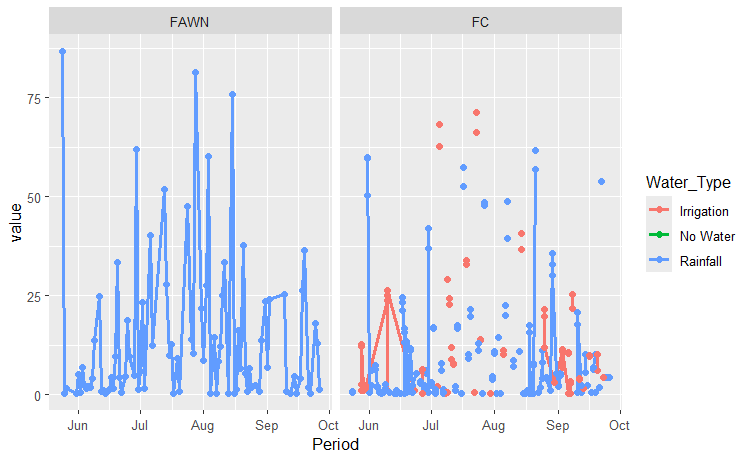 FAWN FC
75
50
25
0
value
Jun Jul Aug Sep Oct Jun Jul Aug Sep Oct
Period
Water_Type
Irrigation
No Water
Rainfall